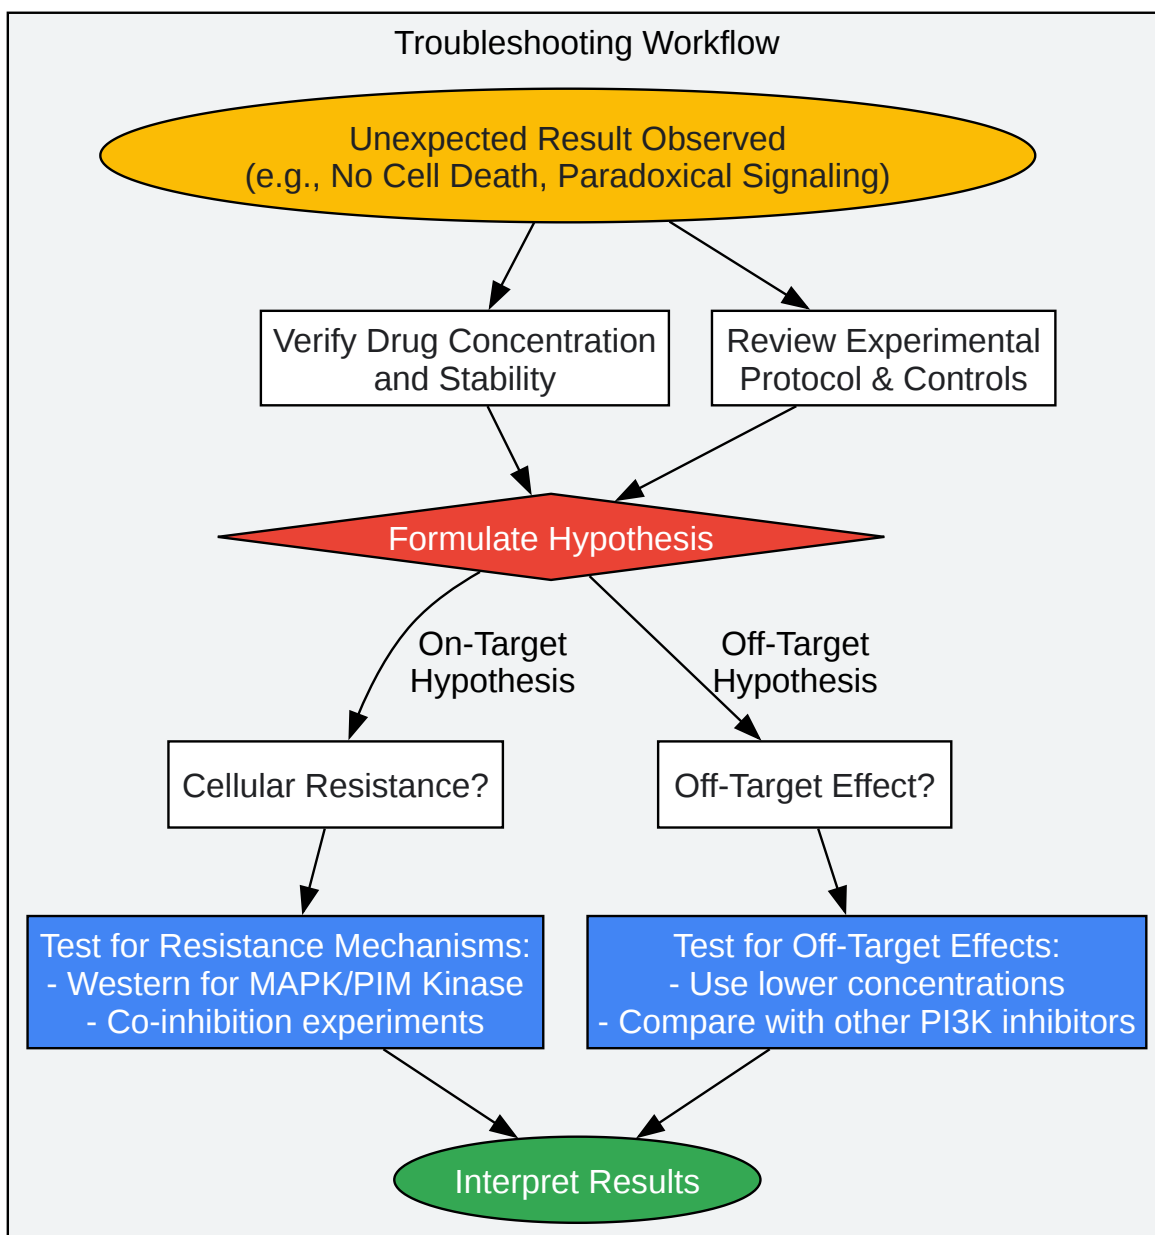 Troubleshooting Workflow
Unexpected Result Observed
(e.g., No Cell Death, Paradoxical Signaling)
Verify Drug Concentration
and Stability
Review Experimental
Protocol & Controls
Formulate Hypothesis
On-Target
Hypothesis
Off-Target
Hypothesis
Cellular Resistance?
Off-Target Effect?
Test for Resistance Mechanisms:
- Western for MAPK/PIM Kinase
- Co-inhibition experiments
Test for Off-Target Effects:
- Use lower concentrations
- Compare with other PI3K inhibitors
Interpret Results